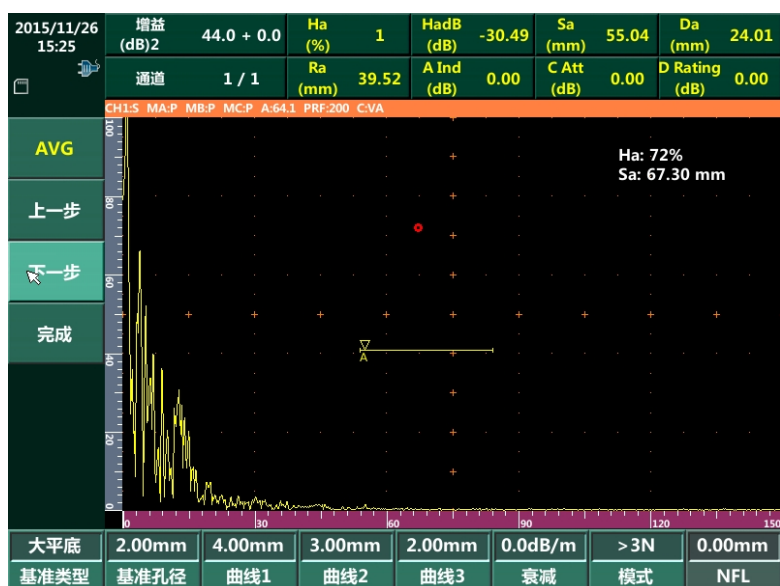 2015/11/26
15:25
增益
(dB)2
44.0 + 0.0
Ha
(%)
1
HadB
(dB)
-30.49
Sa
(mm)
55.04
Da
(mm)
24.01
通道
1 / 1
Ra
(mm)
39.52
A Ind
(dB)
0.00
C Att
(dB)
0.00
D Rating
(dB)
0.00
CH1:S MA:P MB:P MC:P A:64.1 PRF:200 C:VA
AVG
上一步
下一步
完成
Ha: 72%
Sa: 67.30 mm
100
80
60
40
20
0
A
0 30 60 90 120 150
大平底 2.00mm 4.00mm 3.00mm 2.00mm 0.0dB/m >3N 0.00mm
基准类型 基准孔径 曲线1 曲线2 曲线3 衰减 模式 NFL